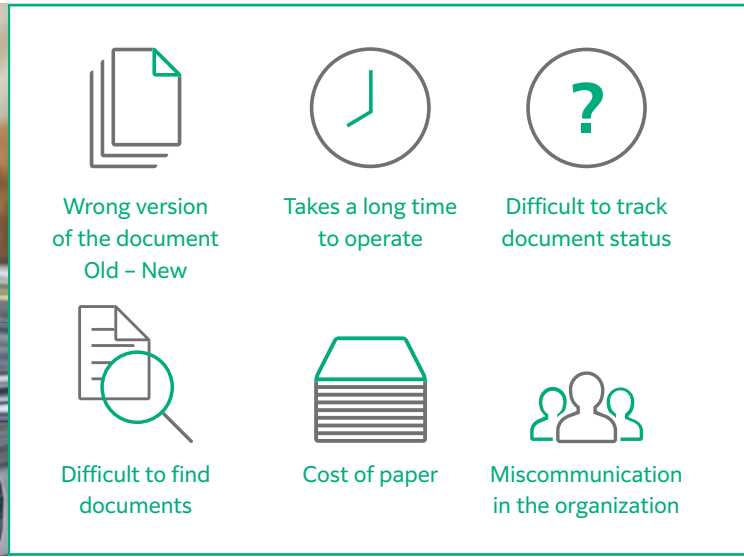 ?
Wrong version
of the document
Old – New
Takes a long time
to operate
Difficult to track
document status
Difficult to find
documents
Cost of paper
Miscommunication
in the organization